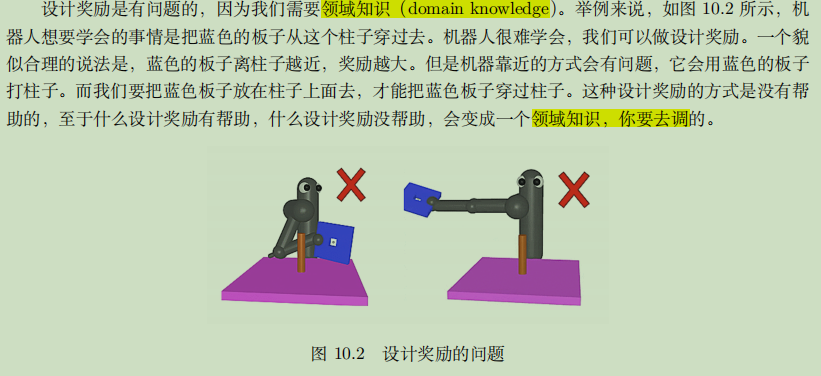 设计奖励是有问题的，因为我们需要领域知识（domain knowledge）。举例来说，如图 10.2 所示，机
器人想要学会的事情是把蓝色的板子从这个柱子穿过去。机器人很难学会，我们可以做设计奖励。一个貌
似合理的说法是，蓝色的板子离柱子越近，奖励越大。但是机器靠近的方式会有问题，它会用蓝色的板子
打柱子。而我们要把蓝色板子放在柱子上面去，才能把蓝色板子穿过柱子。这种设计奖励的方式是没有帮
助的，至于什么设计奖励有帮助，什么设计奖励没帮助，会变成一个领域知识，你要去调的。
图 10.2 设计奖励的问题